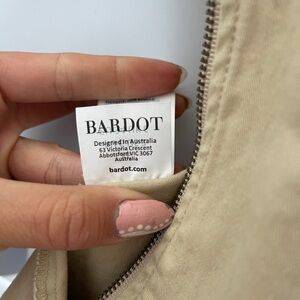 BARDOT
Designed in Australia
63 Victoria Crescent
Abbotsford VIC 3067
Australia
bardot.com